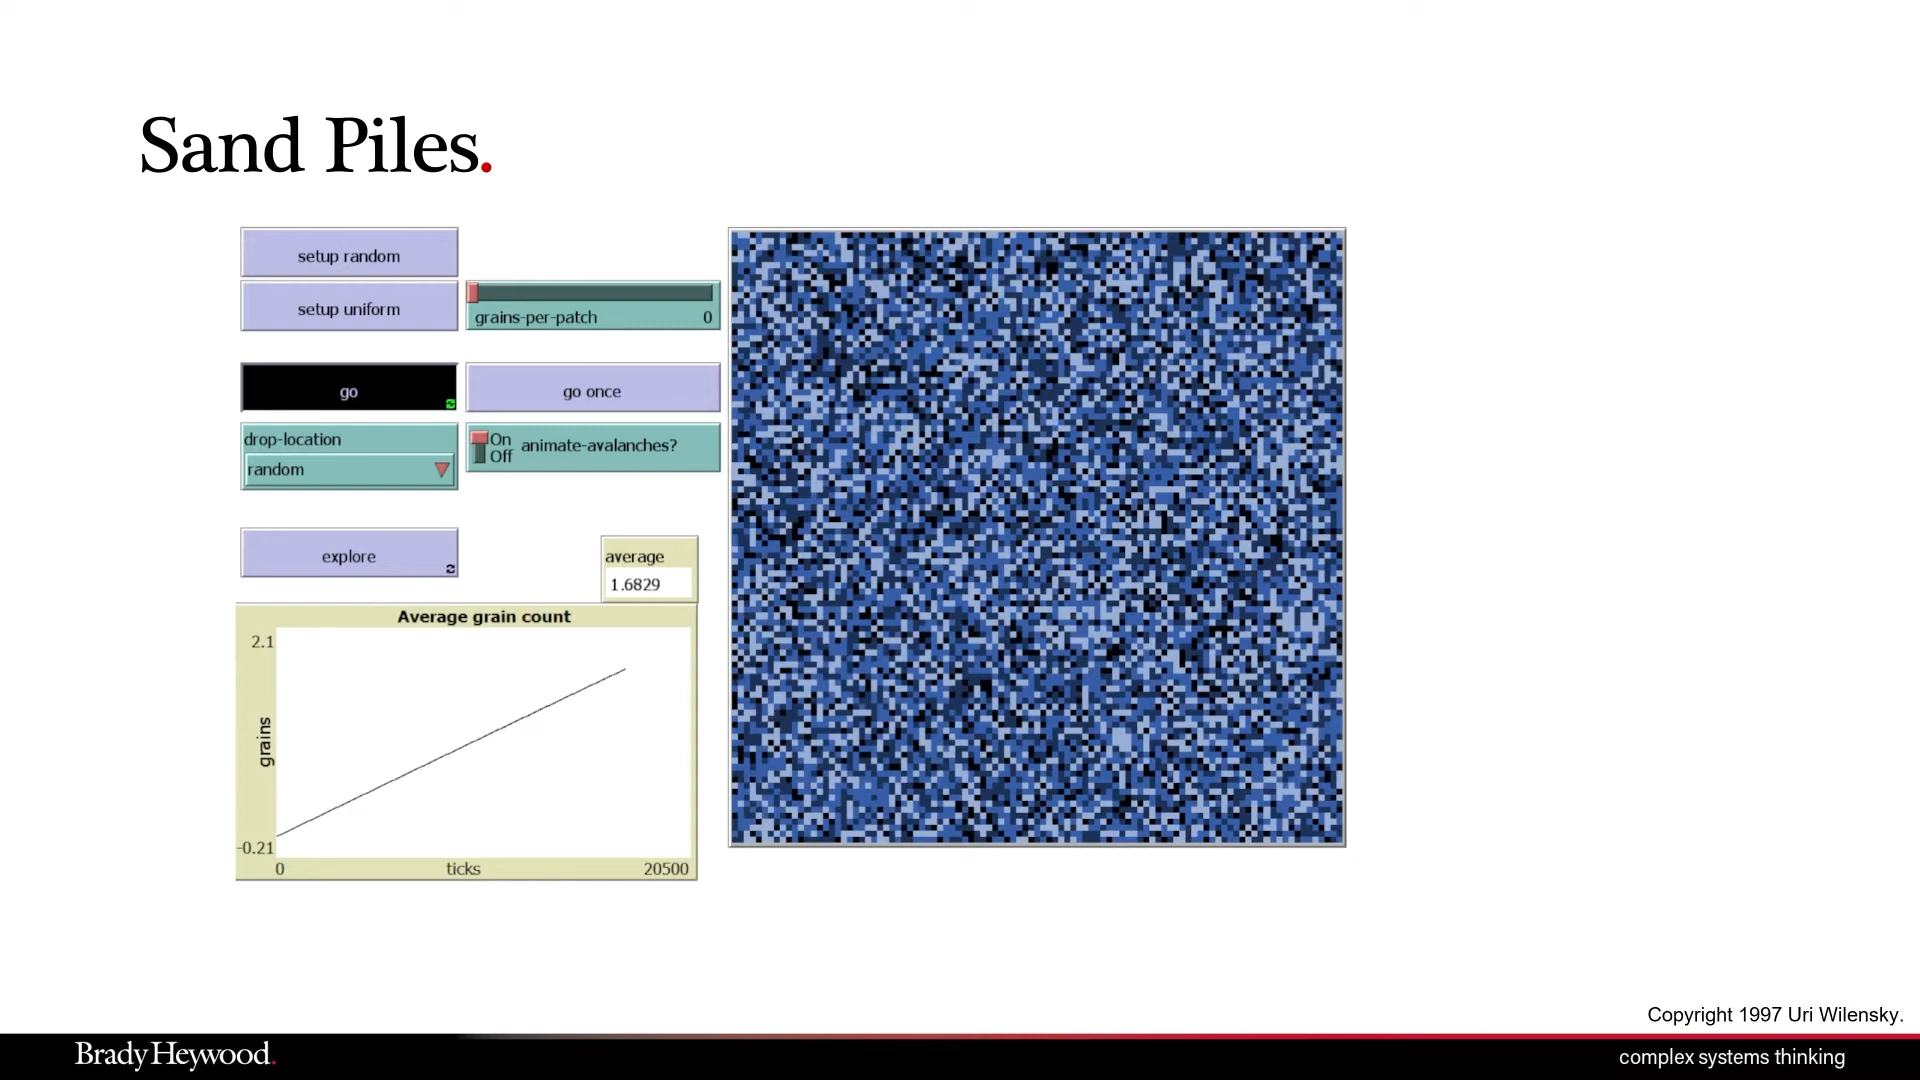 Sand Piles.
setup random
setup uniform
grains-per-patch 0
go
go once
drop-location
random
On
Off
animate-avalanches?
explore
average
1.6829
Average grain count
2.1
grains
-0.21
0 ticks 20500
Copyright 1997 Uri Wilensky.
BradyHeywood.
complex systems thinking